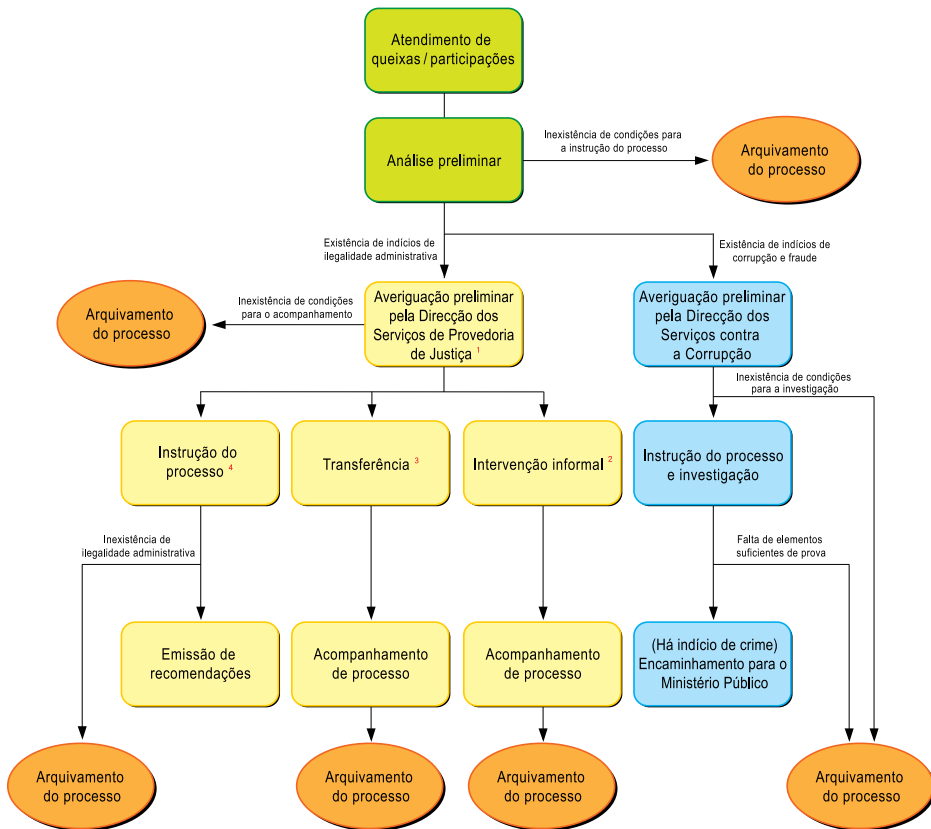 Atendimento de
queixas / participações
Análise preliminar
Inexistência de condições para
a instrução do processo
Arquivamento
do processo
Existência de indícios de
ilegalidade administrativa
Existência de indícios de
corrupção e fraude
Arquivamento
do processo
Inexistência de condições
para o acompanhamento
Averiguação preliminar
pela Direcção dos
Serviços de Provedoria
de Justiça 1
Averiguação preliminar
pela Direcção dos
Serviços contra
a Corrupção
Inexistência de condições
para a investigação
Instrução do
processo 4
Transferência 3
Intervenção informal 2
Instrução do processo
e investigação
Inexistência de
ilegalidade administrativa
Falta de elementos
suficientes de prova
Emissão de
recomendações
Acompanhamento
de processo
Acompanhamento
de processo
(Há indício de crime)
Encaminhamento para o
Ministério Público
Arquivamento
do processo
Arquivamento
do processo
Arquivamento
do processo
Arquivamento
do processo